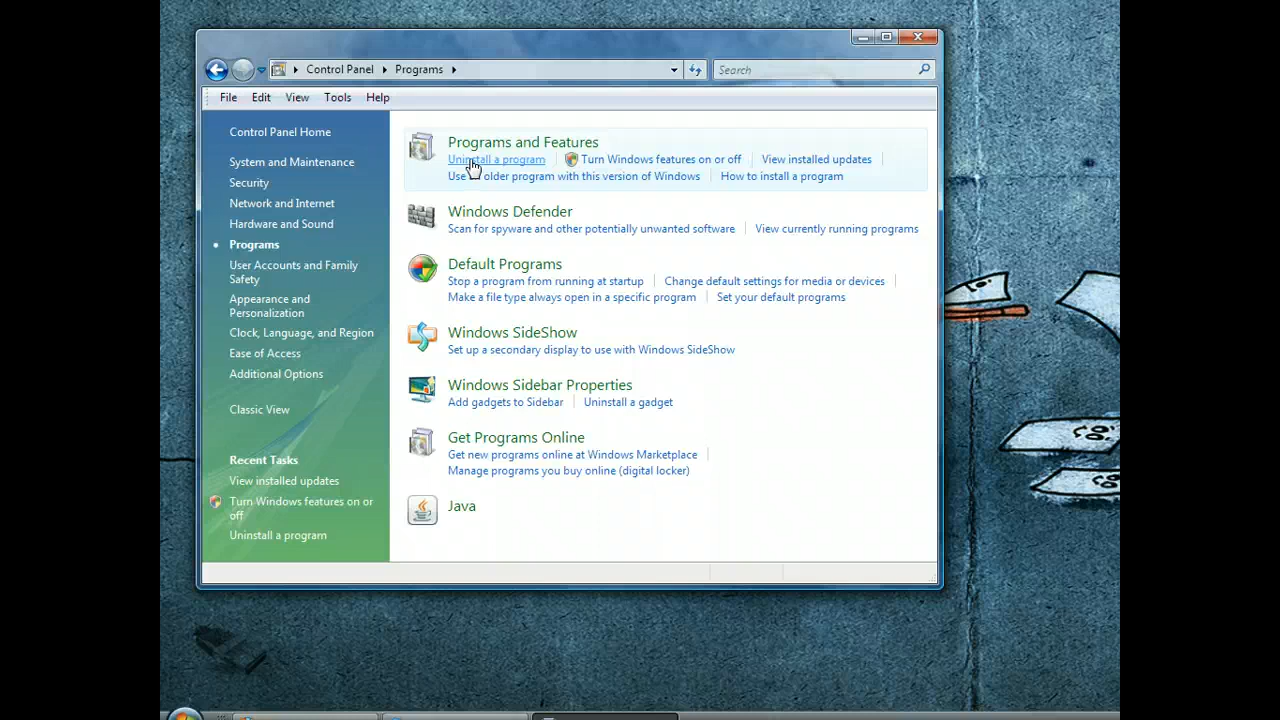 Control Panel Programs
Search
File Edit View Tools Help
Control Panel Home
System and Maintenance
Security
Network and Internet
Hardware and Sound
Programs
User Accounts and Family
Safety
Appearance and
Personalization
Clock, Language, and Region
Ease of Access
Additional Options
Classic View
Recent Tasks
View installed updates
Turn Windows features on or
off
Uninstall a program
Programs and Features
Uninstall a program Turn Windows features on or off View installed updates
Use older program with this version of Windows How to install a program
Windows Defender
Scan for spyware and other potentially unwanted software View currently running programs
Default Programs
Stop a program from running at startup Change default settings for media or devices
Make a file type always open in a specific program Set your default programs
Windows SideShow
Set up a secondary display to use with Windows SideShow
Windows Sidebar Properties
Add gadgets to Sidebar Uninstall a gadget
Get Programs Online
Get new programs online at Windows Marketplace
Manage programs you buy online (digital locker)
Java